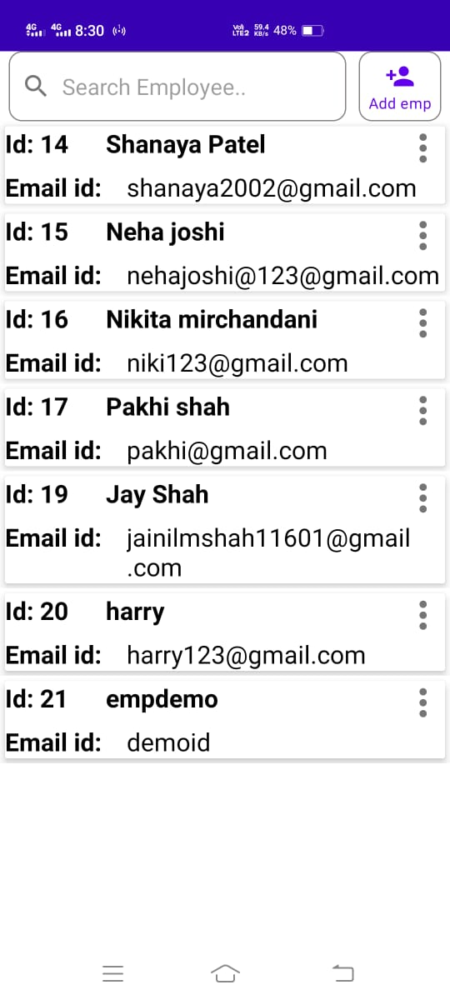 4G 4G 8:30 VoLTE2 59.4 KB/s 48%
Search Employee..
Add emp
Id: 14 Shanaya Patel
Email id: shanaya2002@gmail.com
Id: 15 Neha joshi
Email id: nehajoshi@123@gmail.com
Id: 16 Nikita mirchandani
Email id: niki123@gmail.com
Id: 17 Pakhi shah
Email id: pakhi@gmail.com
Id: 19 Jay Shah
Email id: jainilmshah11601@gmail
.com
Id: 20 harry
Email id: harry123@gmail.com
Id: 21 empdemo
Email id: demoid